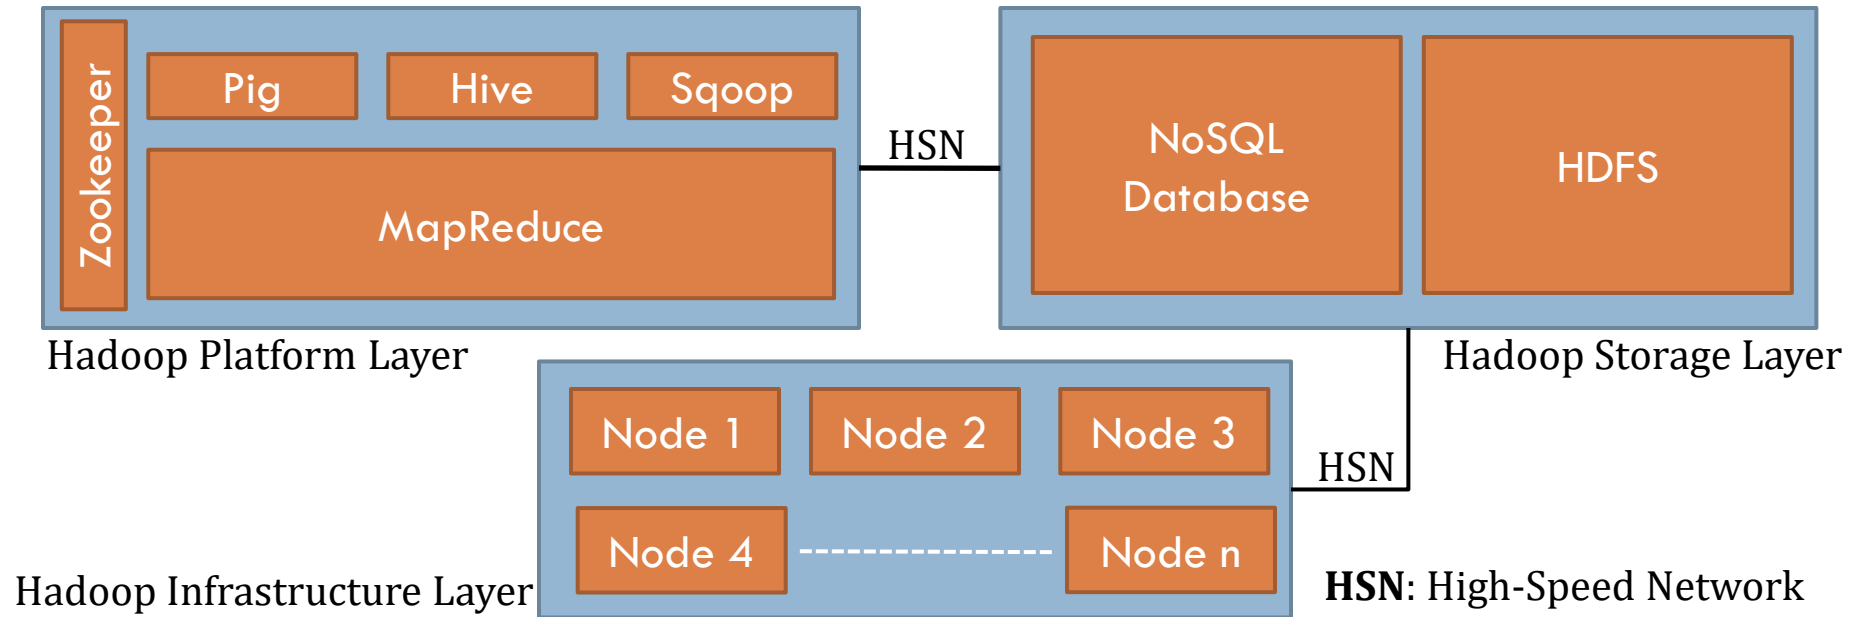 Zookeeper
Pig
Hive
Sqoop
MapReduce
HSN
NoSQL
Database
HDFS
Hadoop Platform Layer
Hadoop Storage Layer
Node 1
Node 2
Node 3
HSN
Node 4
Node n
Hadoop Infrastructure Layer
HSN: High-Speed Network